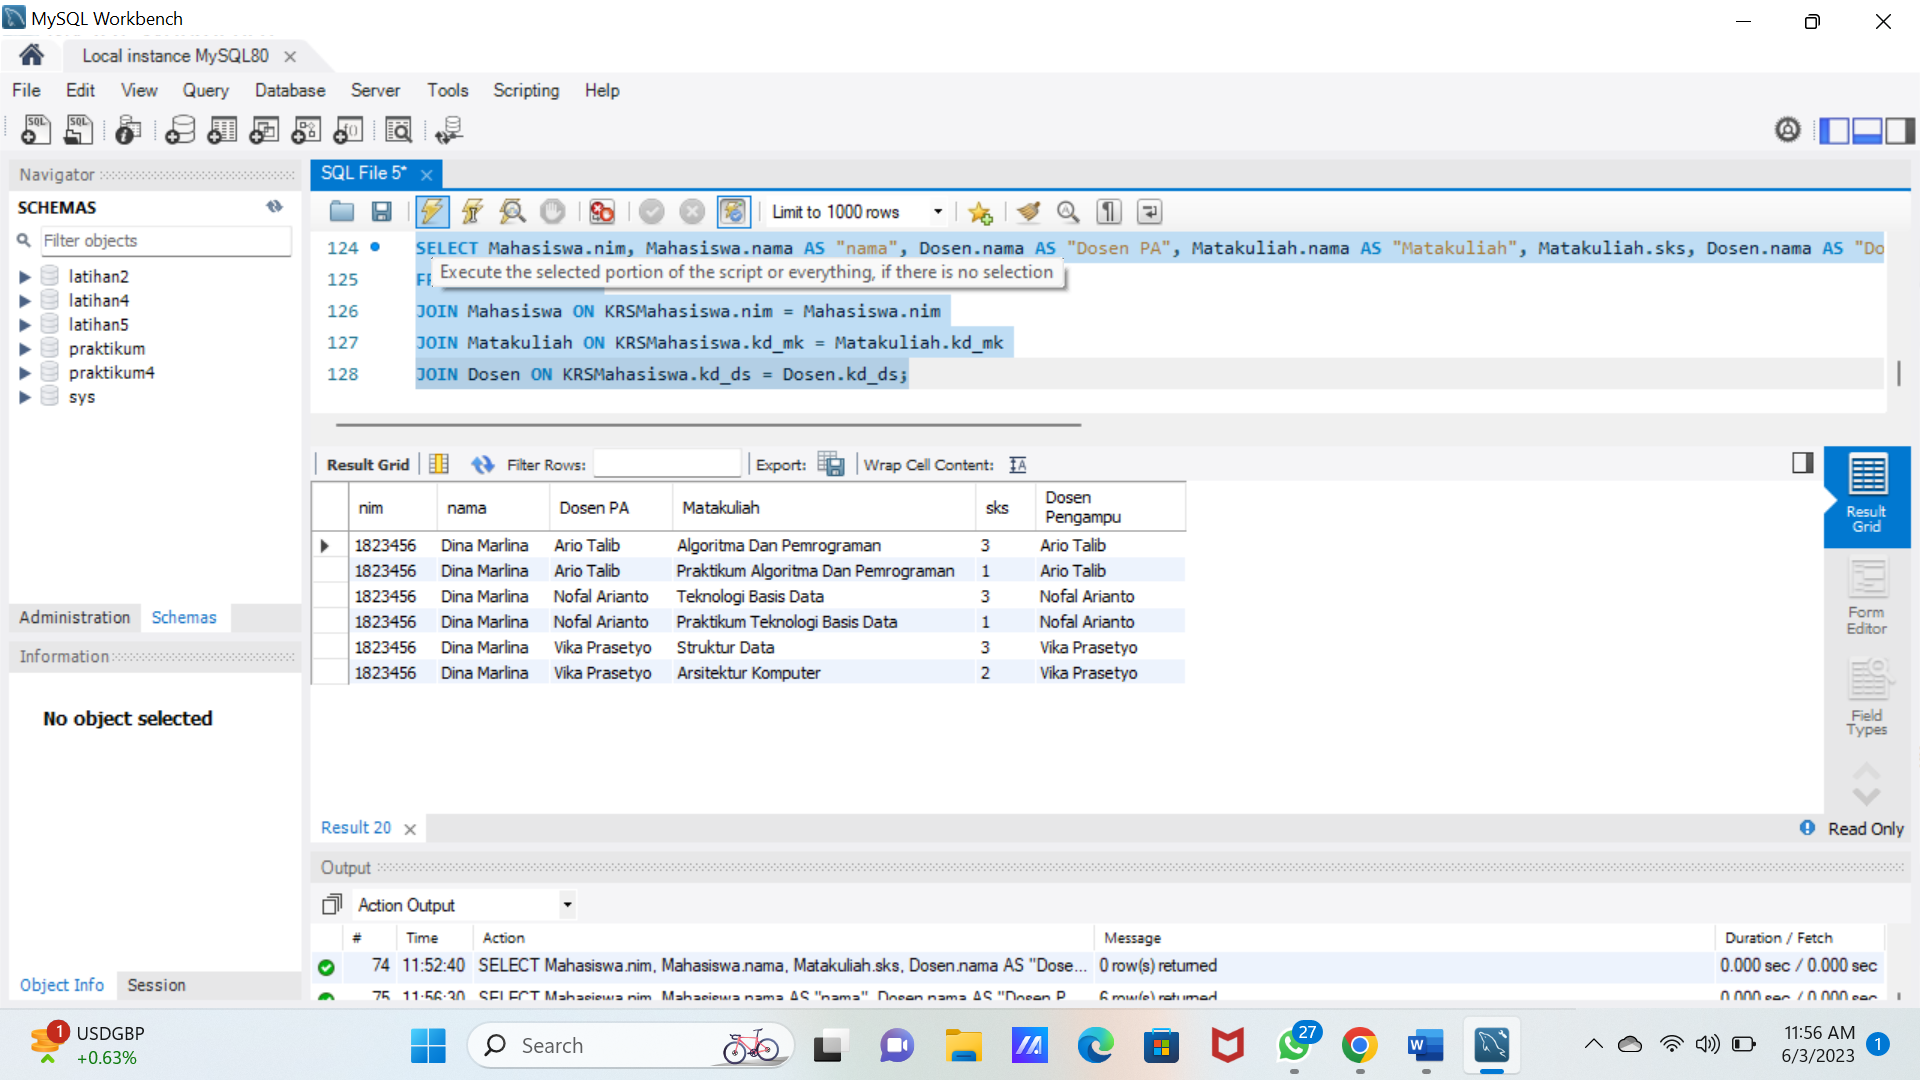 MySQL Workbench
Local instance MySQL80
File Edit View Query Database Server Tools Scripting Help
Navigator
SCHEMAS
Filter objects
latihan2
latihan4
latihan5
praktikum
praktikum4
sys
Administration Schemas
Information
No object selected
Object Info Session
SQL File 5*
Limit to 1000 rows
124 SELECT Mahasiswa.nim, Mahasiswa.nama AS "nama", Dosen.nama AS "Dosen PA", Matakuliah.nama AS "Matakuliah", Matakuliah.sks, Dosen.nama AS "Do
Execute the selected portion of the script or everything, if there is no selection
125
126 JOIN Mahasiswa ON KRSMahasiswa.nim = Mahasiswa.nim
127 JOIN Matakuliah ON KRSMahasiswa.kd_mk = Matakuliah.kd_mk
128 JOIN Dosen ON KRSMahasiswa.kd_ds = Dosen.kd_ds;
Result Grid Filter Rows: Export: Wrap Cell Content:
nim nama Dosen PA Matakuliah sks Dosen Pengampu
1823456 Dina Marlina Ario Talib Algoritma Dan Pemrograman 3 Ario Talib
1823456 Dina Marlina Ario Talib Praktikum Algoritma Dan Pemrograman 1 Ario Talib
1823456 Dina Marlina Nofal Arianto Teknologi Basis Data 3 Nofal Arianto
1823456 Dina Marlina Nofal Arianto Praktikum Teknologi Basis Data 1 Nofal Arianto
1823456 Dina Marlina Vika Prasetyo Struktur Data 3 Vika Prasetyo
1823456 Dina Marlina Vika Prasetyo Arsitektur Komputer 2 Vika Prasetyo
Result Grid
Form Editor
Field Types
Result 20
Read Only
Output
Action Output
# Time Action Message Duration / Fetch
74 11:52:40 SELECT Mahasiswa.nim, Mahasiswa.nama, Matakuliah.sks, Dosen.nama AS "Dose... 0 row(s) returned 0.000 sec / 0.000 sec
75 11:56:30 SELECT Mahasiswa.nim, Mahasiswa.nama AS "nama", Dosen.nama AS "Dosen P... 6 row(s) returned 0.000 sec / 0.000 sec
1
USDGBP
+0.63%
Search
27
11:56 AM
6/3/2023
1